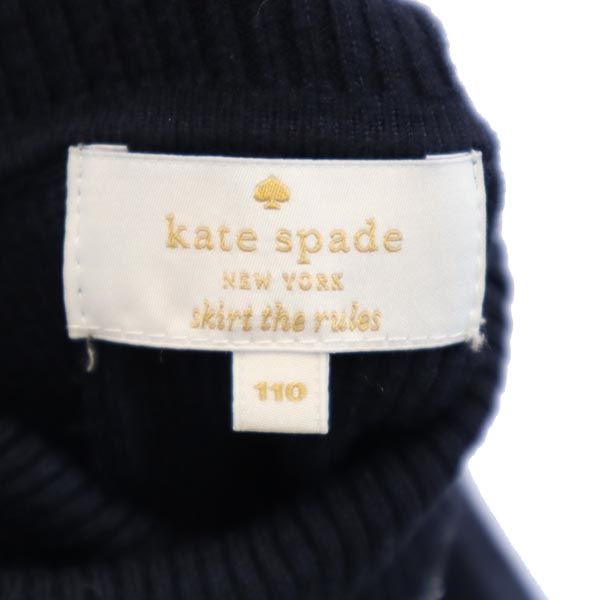 kate spade
NEW YORK
skirt the rules
110